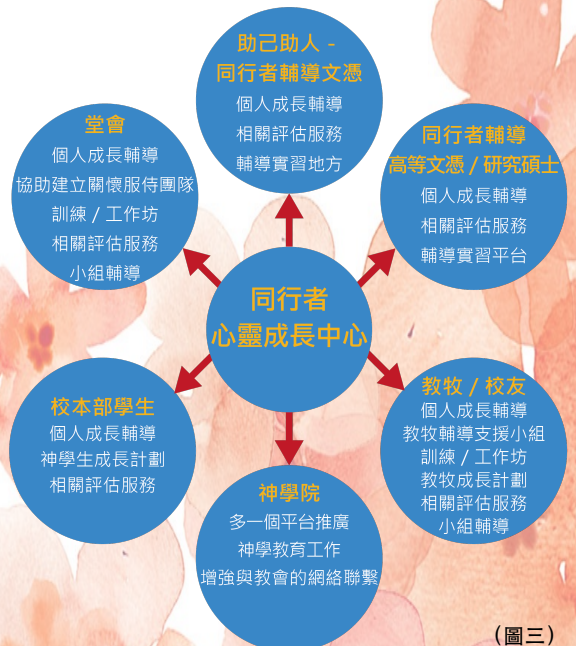 助己助人 -
同行者輔導文憑
個人成長輔導
相關評估服務
輔導實習地方
堂會
個人成長輔導
協助建立關懷服侍團隊
訓練 / 工作坊
相關評估服務
小組輔導
同行者輔導
高等文憑 / 研究碩士
個人成長輔導
相關評估服務
輔導實習平台
同行者
心靈成長中心
校本部學生
個人成長輔導
神學生成長計劃
相關評估服務
教牧 / 校友
個人成長輔導
教牧輔導支援小組
訓練 / 工作坊
教牧成長計劃
相關評估服務
小組輔導
神學院
多一個平台推廣
神學教育工作
增強與教會的網絡聯繫
(圖三)